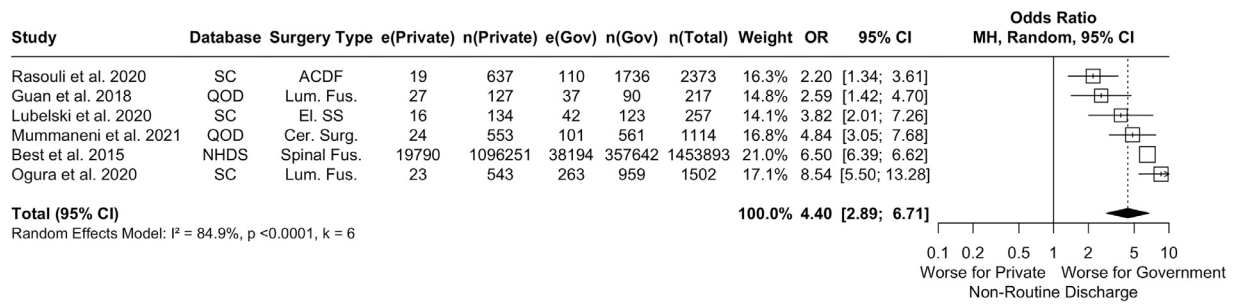 Odds Ratio
Study Database Surgery Type e(Private) n(Private) e(Gov) n(Gov) n(Total) Weight OR 95% CI MH, Random, 95% CI
Rasouli et al. 2020 SC ACDF 19 637 110 1736 2373 16.3% 2.20 [1.34; 3.61]
Guan et al. 2018 QOD Lum. Fus. 27 127 37 90 217 14.8% 2.59 [1.42; 4.70]
Lubelski et al. 2020 SC El. SS 16 134 42 123 257 14.1% 3.82 [2.01; 7.26]
Mummaneni et al. 2021 QOD Cer. Surg. 24 553 101 561 1114 16.8% 4.84 [3.05; 7.68]
Best et al. 2015 NHDS Spinal Fus. 19790 1096251 38194 357642 1453893 21.0% 6.50 [6.39; 6.62]
Ogura et al. 2020 SC Lum. Fus. 23 543 263 959 1502 17.1% 8.54 [5.50; 13.28]
Total (95% CI) 100.0% 4.40 [2.89; 6.71]
Random Effects Model: I² = 84.9%, p <0.0001, k = 6
0.1 0.2 0.5 1 2 5 10
Worse for Private Worse for Government
Non-Routine Discharge